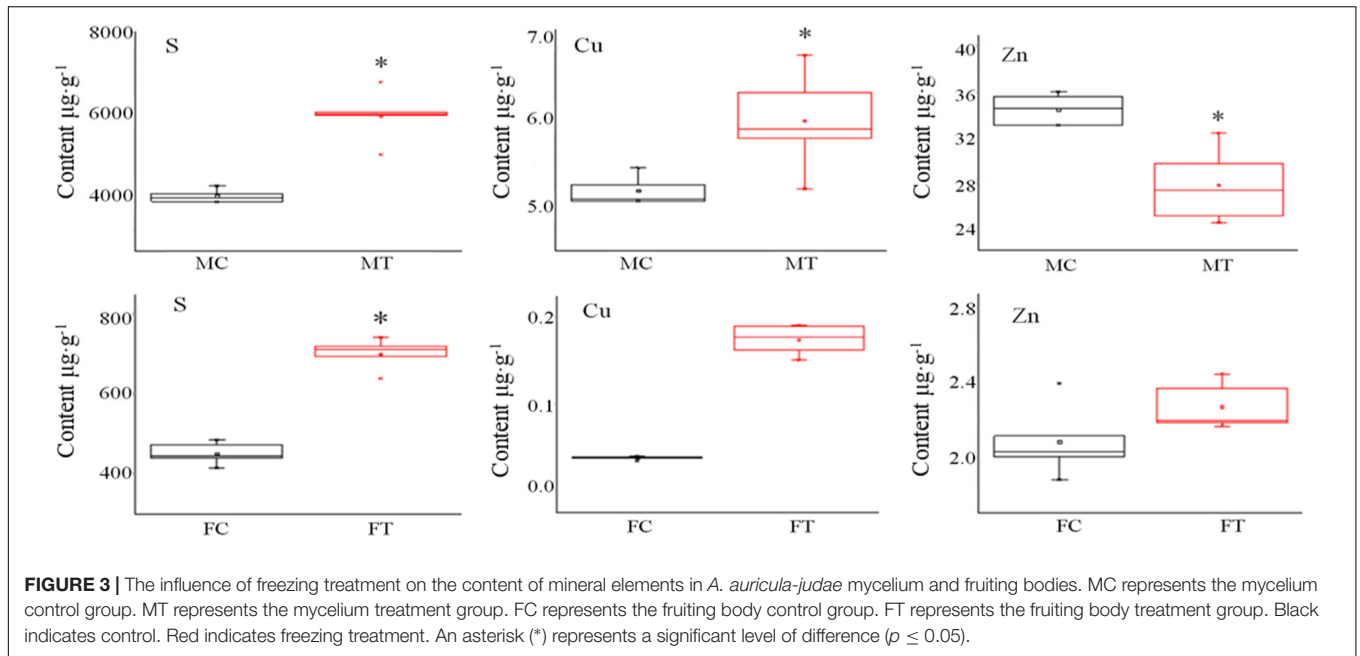 S
*
Content µg·g⁻¹
8000
6000
4000
MC
MT
Cu
*
Content µg·g⁻¹
7.0
6.0
5.0
MC
MT
Zn
*
Content µg·g⁻¹
40
36
32
28
24
MC
MT
S
*
Content µg·g⁻¹
800
600
400
FC
FT
Cu
Content µg·g⁻¹
0.2
0.1
0.0
FC
FT
Zn
Content µg·g⁻¹
2.8
2.4
2.0
FC
FT
FIGURE 3 | The influence of freezing treatment on the content of mineral elements in A. auricula-judae mycelium and fruiting bodies. MC represents the mycelium
control group. MT represents the mycelium treatment group. FC represents the fruiting body control group. FT represents the fruiting body treatment group. Black
indicates control. Red indicates freezing treatment. An asterisk (*) represents a significant level of difference (p ≤ 0.05).